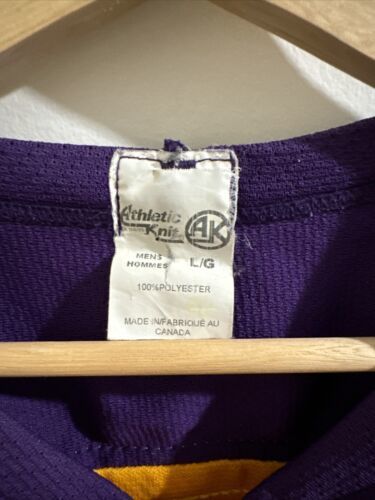 Athletic
Knit
AK
MENS
HOMMES
L/G
100%POLYESTER
MADE IN/FABRIQUÉ AU
CANADA